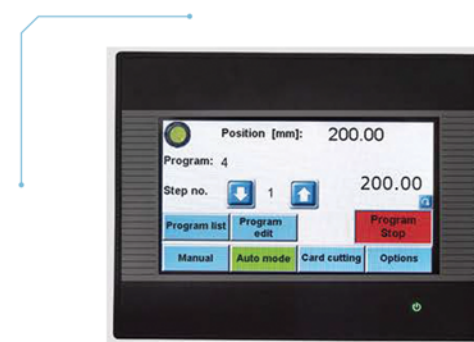 Position [mm]: 200.00
Program: 4
Step no. 1 200.00
Program list Program edit Program Stop
Manual Auto mode Card cutting Options